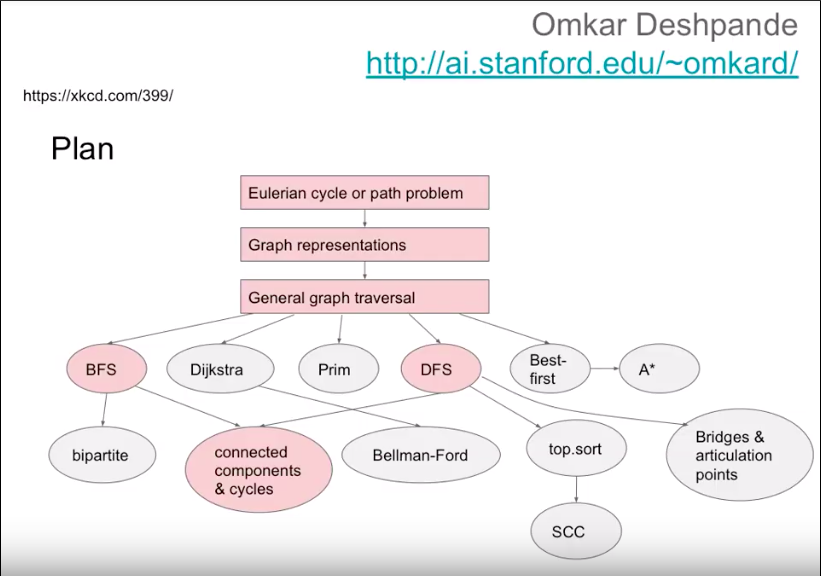 Omkar Deshpande
http://ai.stanford.edu/~omkard/
https://xkcd.com/399/
Plan
Eulerian cycle or path problem
Graph representations
General graph traversal
BFS
Dijkstra
Prim
DFS
Best-
first
A*
bipartite
connected
components
& cycles
Bellman-Ford
top.sort
Bridges &
articulation
points
SCC